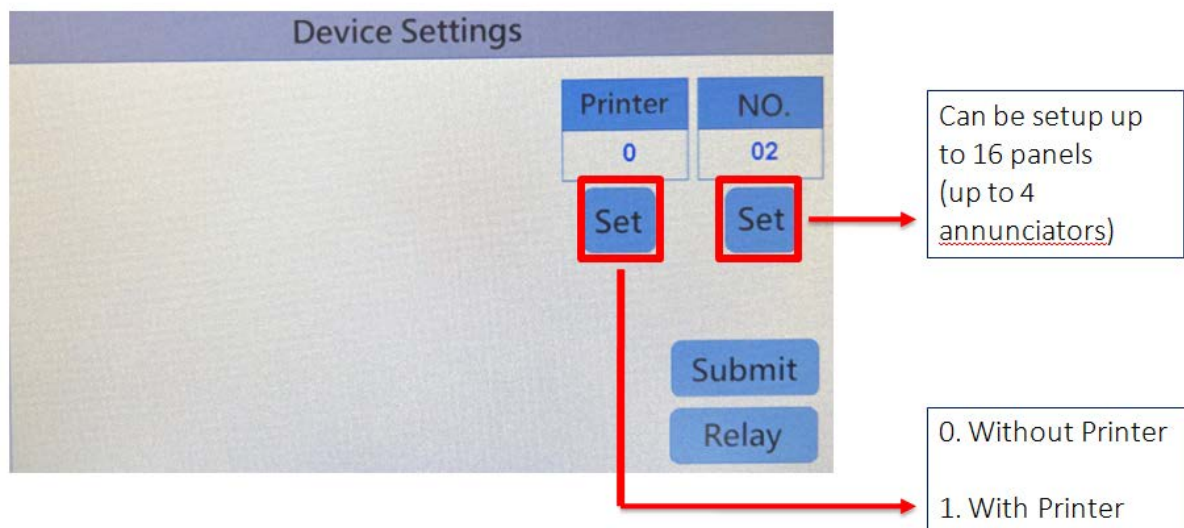 Device Settings
Printer
NO.
0
02
Set
Set
Submit
Relay
Can be setup up
to 16 panels
(up to 4
annunciators)
0. Without Printer
1. With Printer